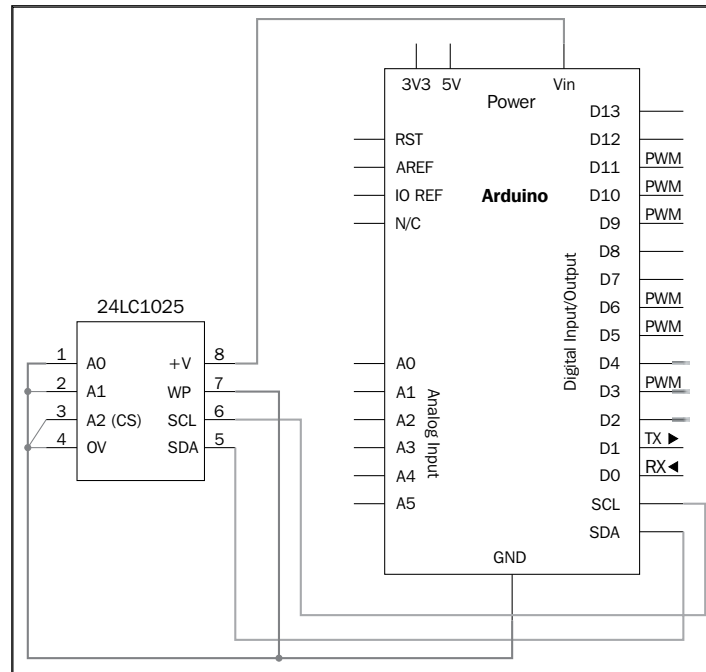 3V3 5V Vin
Power
D13
RST D12
AREF D11 PWM
IO REF Arduino D10 PWM
N/C D9 PWM
D8
D7
D6 PWM
D5 PWM
Digital Input/Output
24LC1025
1 A0 +V 8
2 A1 WP 7
3 A2 (CS) SCL 6
4 0V SDA 5
A0 D4
A1 D3 PWM
A2 D2
A3 D1 TX ►
A4 D0 RX◄
A5 SCL
Analog Input
SDA
GND